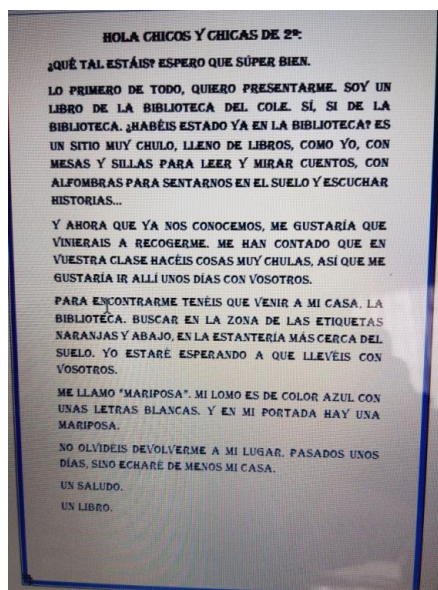 HOLA CHICOS Y CHICAS DE 2º:
¿QUÉ TAL ESTÁIS? ESPERO QUE SÚPER BIEN.
LO PRIMERO DE TODO, QUIERO PRESENTARME. SOY UN
LIBRO DE LA BIBLIOTECA DEL COLE. SÍ, SI DE LA
BIBLIOTECA. ¿HABÉIS ESTADO YA EN LA BIBLIOTECA? ES
UN SITIO MUY CHULO, LLENO DE LIBROS, COMO YO, CON
MESAS Y SILLAS PARA LEER Y MIRAR CUENTOS, CON
ALFOMBRAS PARA SENTARNOS EN EL SUELO Y ESCUCHAR
HISTORIAS...
Y AHORA QUE YA NOS CONOCEMOS, ME GUSTARÍA QUE
VINIERAIS A RECOGERME. ME HAN CONTADO QUE EN
VUESTRA CLASE HACÉIS COSAS MUY CHULAS, ASÍ QUE ME
GUSTARÍA IR ALLÍ UNOS DÍAS CON VOSOTROS.
PARA ENCONTRARME TENÉIS QUE VENIR A MI CASA, LA
BIBLIOTECA. BUSCAR EN LA ZONA DE LAS ETIQUETAS
NARANJAS Y ABAJO, EN LA ESTANTERÍA MÁS CERCA DEL
SUELO. YO ESTARÉ ESPERANDO A QUE LLEVÉIS CON
VOSOTROS.
ME LLAMO "MARIPOSA". MI LOMO ES DE COLOR AZUL CON
UNAS LETRAS BLANCAS. Y EN MI PORTADA HAY UNA
MARIPOSA.
NO OLVIDÉIS DEVOLVERME A MI LUGAR, PASADOS UNOS
DÍAS, SINO ECHARÉ DE MENOS MI CASA.
UN SALUDO.
UN LIBRO.